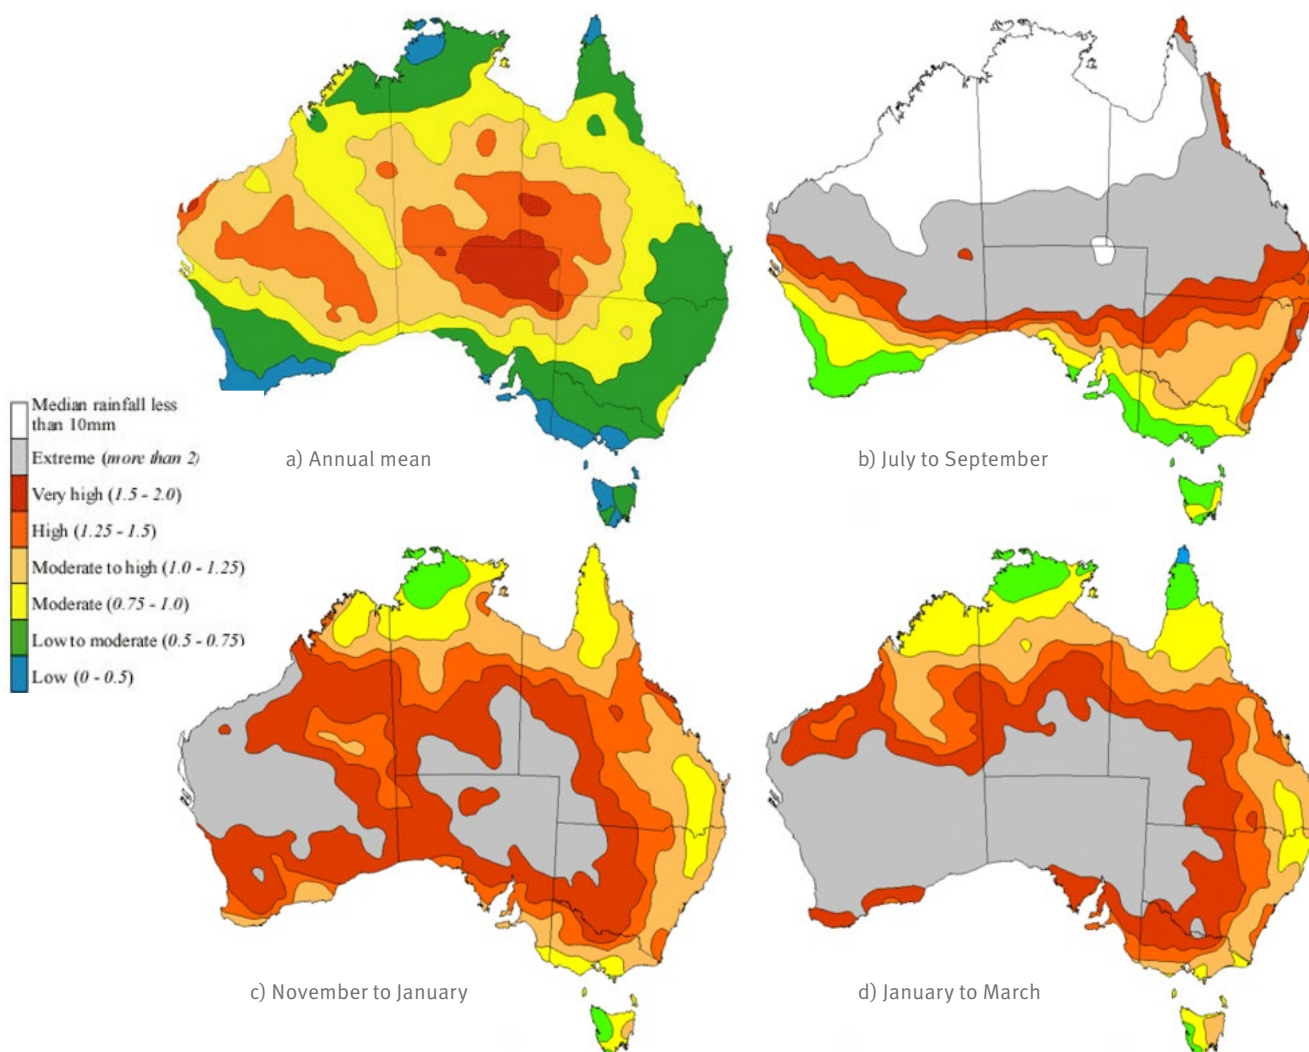 a) Annual mean
b) July to September
Median rainfall less
than 10mm
Extreme (more than 2)
Very high (1.5 - 2.0)
High (1.25 - 1.5)
Moderate to high (1.0 - 1.25)
Moderate (0.75 - 1.0)
Low to moderate (0.5 - 0.75)
Low (0 - 0.5)
c) November to January
d) January to March